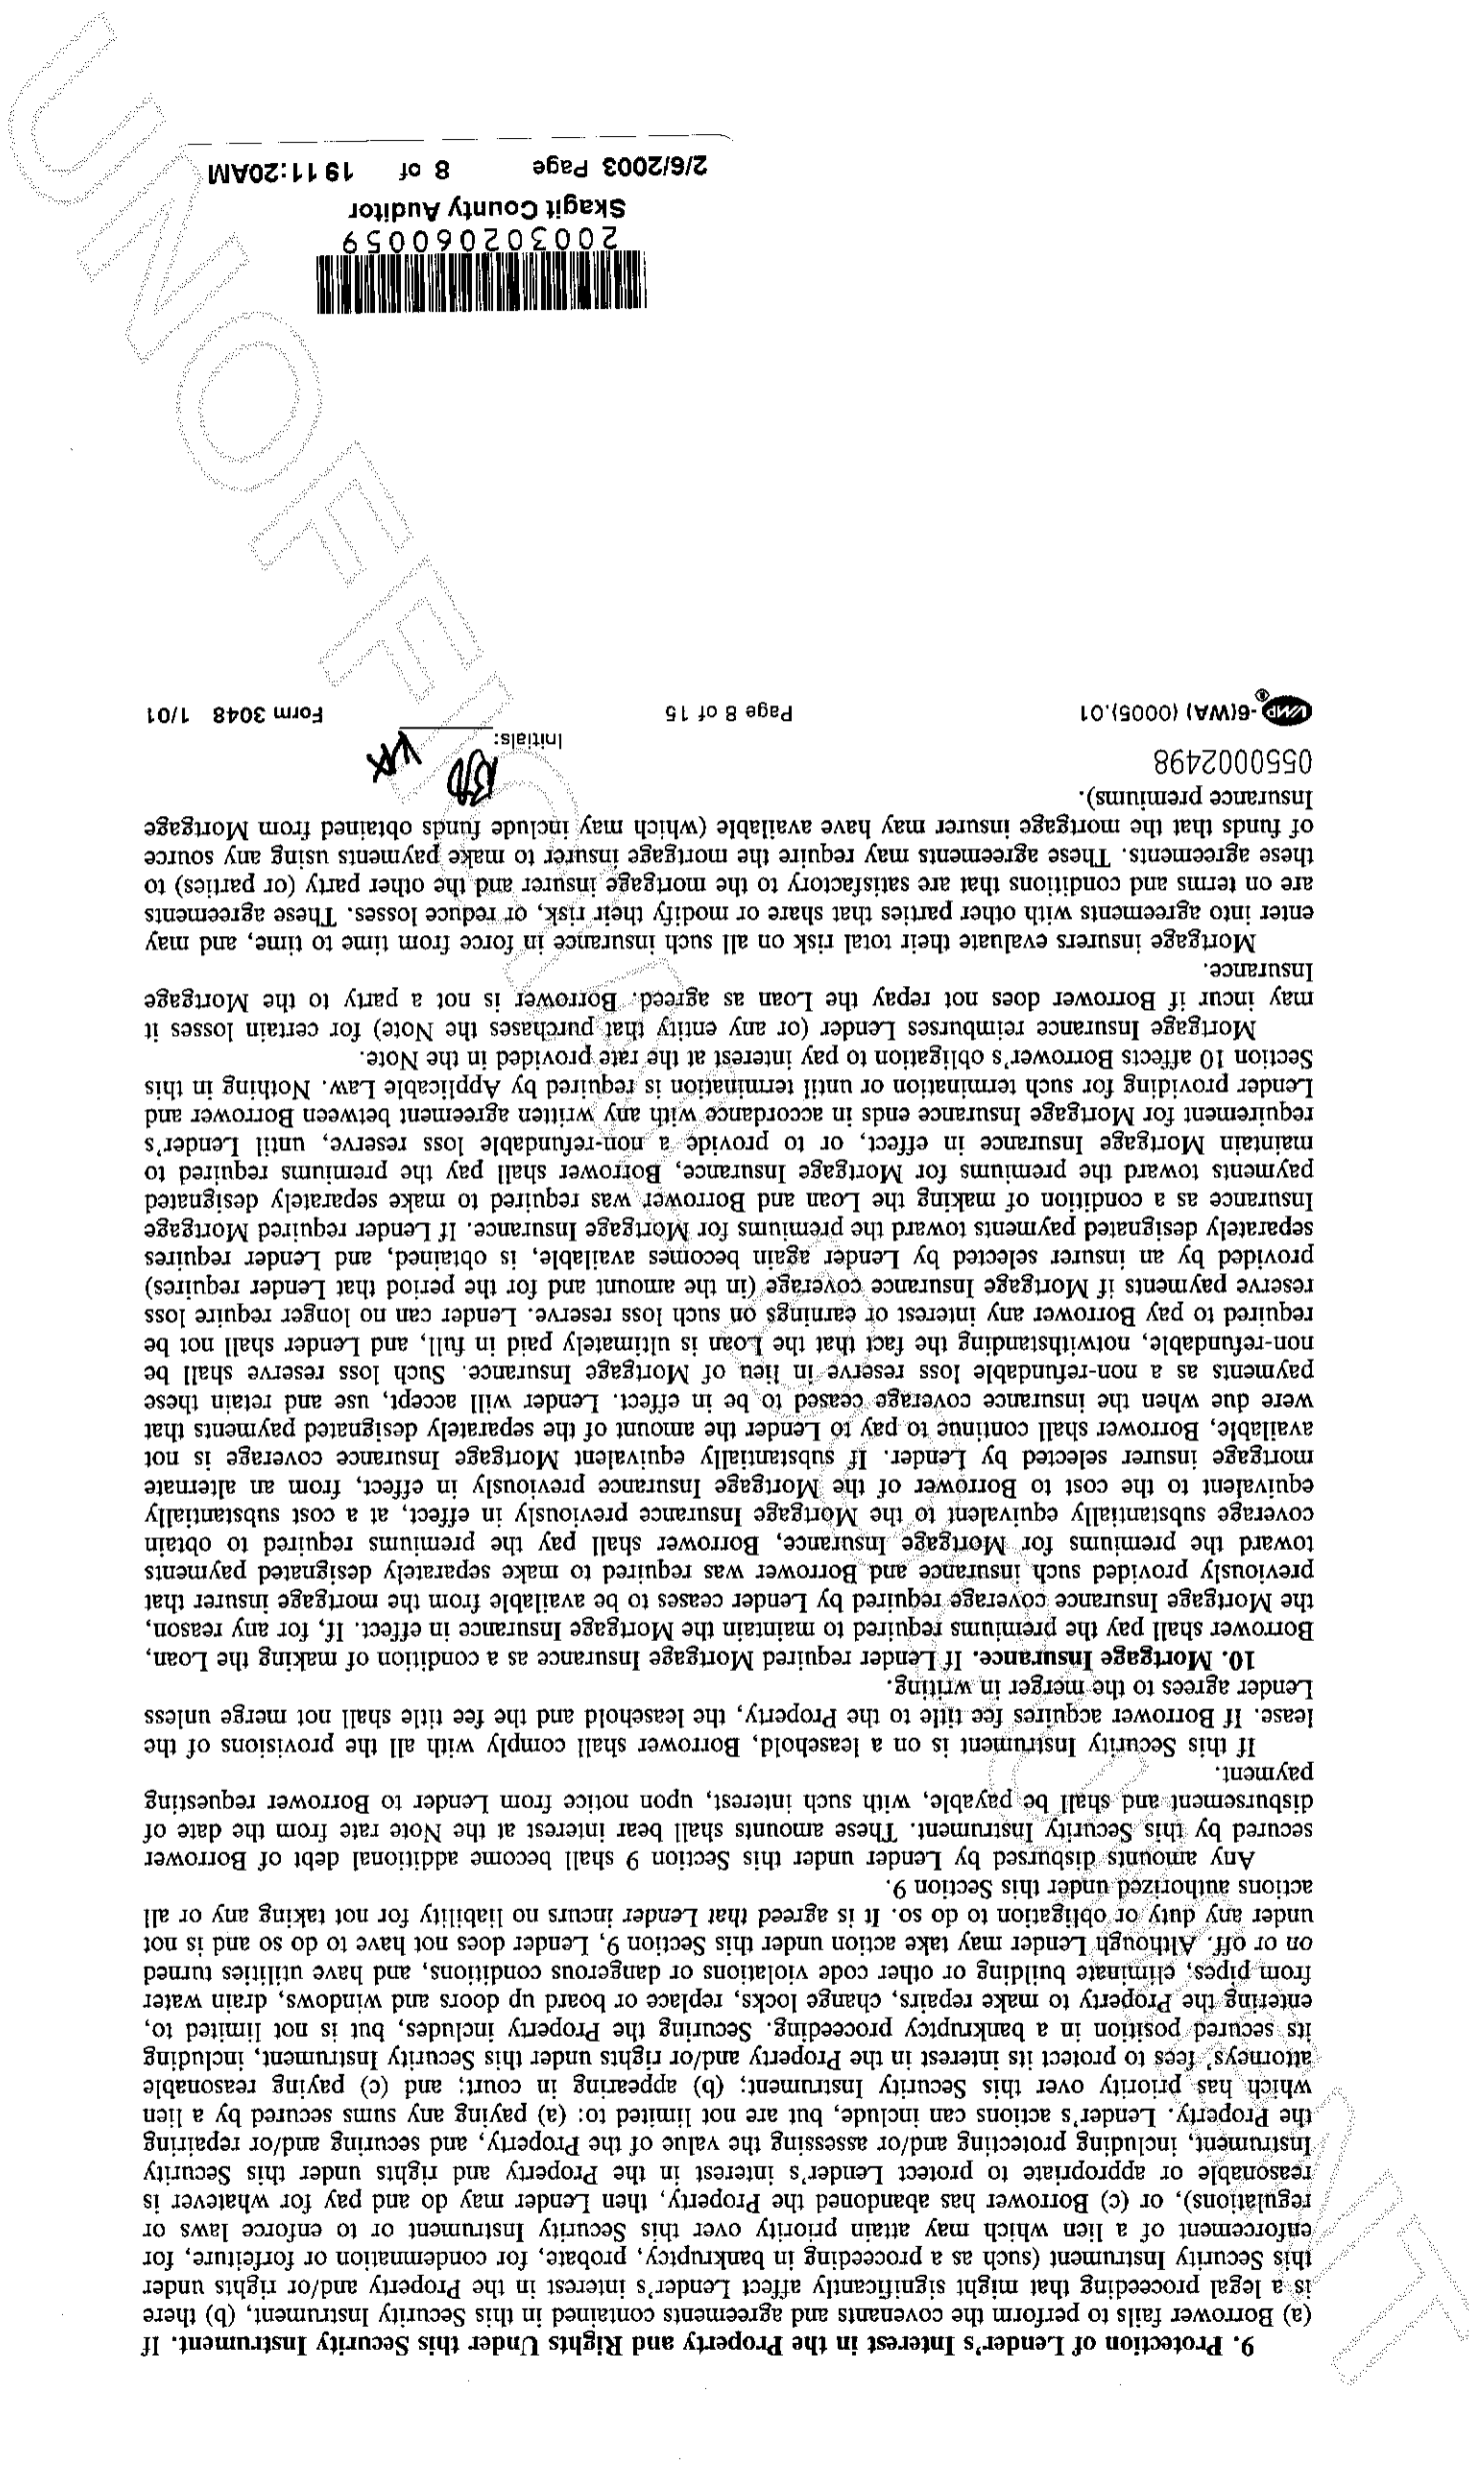 9. Protection of Lender's Interest in the Property and Rights Under this Security Instrument. If
(a) Borrower fails to perform the covenants and agreements contained in this Security Instrument, (b) there
is a legal proceeding that might significantly affect Lender's interest in the Property and/or rights under
this Security Instrument (such as a proceeding in bankruptcy, probate, for condemnation or forfeiture, for
enforcement of a lien which may attain priority over this Security Instrument or to enforce laws or
regulations), or (c) Borrower has abandoned the Property, then Lender may do and pay for whatever is
reasonable or appropriate to protect Lender's interest in the Property and rights under this Security
Instrument, including protecting and/or assessing the value of the Property, and securing and/or repairing
the Property. Lender's actions can include, but are not limited to: (a) paying any sums secured by a lien
which has priority over this Security Instrument; (b) appearing in court; and (c) paying reasonable
attorneys' fees to protect its interest in the Property and/or rights under this Security Instrument, including
its secured position in a bankruptcy proceeding. Securing the Property includes, but is not limited to,
entering the Property to make repairs, change locks, replace or board up doors and windows, drain water
from pipes, eliminate building or other code violations or dangerous conditions, and have utilities turned
on or off. Although Lender may take action under this Section 9, Lender does not have to do so and is not
under any duty or obligation to do so. It is agreed that Lender incurs no liability for not taking any or all
actions authorized under this Section 9.
Any amounts disbursed by Lender under this Section 9 shall become additional debt of Borrower
secured by this Security Instrument. These amounts shall bear interest at the Note rate from the date of
disbursement and shall be payable, with such interest, upon notice from Lender to Borrower requesting
payment.
If this Security Instrument is on a leasehold, Borrower shall comply with all the provisions of the
lease. If Borrower acquires fee title to the Property, the leasehold and the fee title shall not merge unless
Lender agrees to the merger in writing.
10. Mortgage Insurance. If Lender required Mortgage Insurance as a condition of making the Loan,
Borrower shall pay the premiums required to maintain the Mortgage Insurance in effect. If, for any reason,
the Mortgage Insurance coverage required by Lender ceases to be available from the mortgage insurer that
previously provided such insurance and Borrower was required to make separately designated payments
toward the premiums for Mortgage Insurance, Borrower shall pay the premiums required to obtain
coverage substantially equivalent to the Mortgage Insurance previously in effect, at a cost substantially
equivalent to the cost to Borrower of the Mortgage Insurance previously in effect, from an alternate
mortgage insurer selected by Lender. If substantially equivalent Mortgage Insurance coverage is not
available, Borrower shall continue to pay to Lender the amount of the separately designated payments that
were due when the insurance coverage ceased to be in effect. Lender will accept, use and retain these
payments as a non-refundable loss reserve in lieu of Mortgage Insurance. Such loss reserve shall be
non-refundable, notwithstanding the fact that the Loan is ultimately paid in full, and Lender shall not be
required to pay Borrower any interest or earnings on such loss reserve. Lender can no longer require loss
reserve payments if Mortgage Insurance coverage (in the amount and for the period that Lender requires)
provided by an insurer selected by Lender again becomes available, is obtained, and Lender requires
separately designated payments toward the premiums for Mortgage Insurance. If Lender required Mortgage
Insurance as a condition of making the Loan and Borrower was required to make separately designated
payments toward the premiums for Mortgage Insurance, Borrower shall pay the premiums required to
maintain Mortgage Insurance in effect, or to provide a non-refundable loss reserve, until Lender's
requirement for Mortgage Insurance ends in accordance with any written agreement between Borrower and
Lender providing for such termination or until termination is required by Applicable Law. Nothing in this
Section 10 affects Borrower's obligation to pay interest at the rate provided in the Note.
Mortgage Insurance reimburses Lender (or any entity that purchases the Note) for certain losses it
may incur if Borrower does not repay the Loan as agreed. Borrower is not a party to the Mortgage
Insurance.
Mortgage insurers evaluate their total risk on all such insurance in force from time to time, and may
enter into agreements with other parties that share or modify their risk, or reduce losses. These agreements
are on terms and conditions that are satisfactory to the mortgage insurer and the other party (or parties) to
these agreements. These agreements may require the mortgage insurer to make payments using any source
of funds that the mortgage insurer may have available (which may include funds obtained from Mortgage
Insurance premiums).
0550002498
Initials:
VMP ®-6(WA) (0005).01 Page 8 of 15 Form 3048 1/01
200302060059
Skagit County Auditor
2/6/2003 Page 8 of 19 11:20AM
UNOFFICIAL DOCUMENT